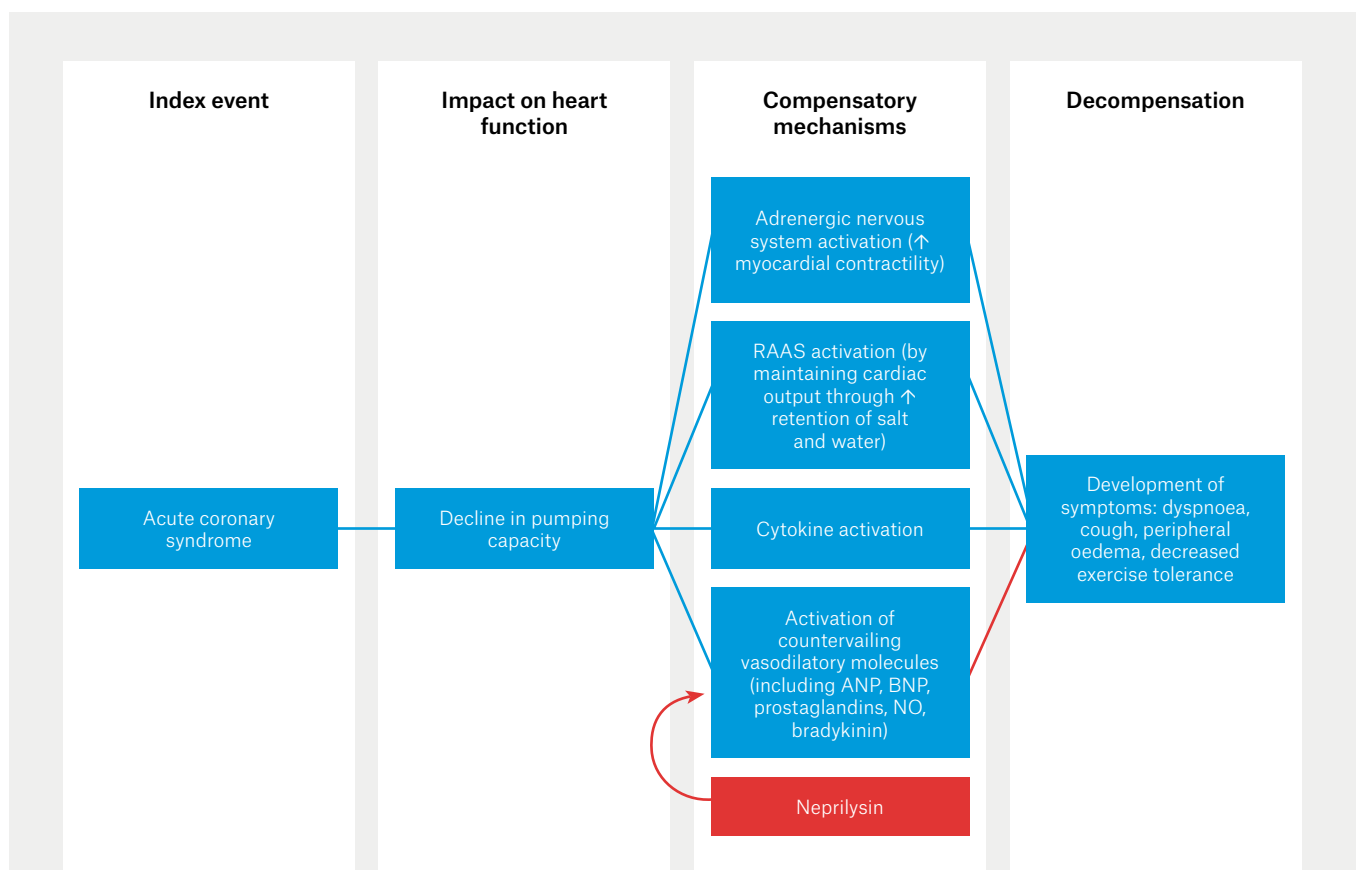 Index event
Impact on heart
function
Compensatory
mechanisms
Decompensation
Adrenergic nervous
system activation (↑
myocardial contractility)
RAAS activation (by
maintaining cardiac
output through ↑
retention of salt
and water)
Acute coronary
syndrome
Decline in pumping
capacity
Cytokine activation
Development of
symptoms: dyspnoea,
cough, peripheral
oedema, decreased
exercise tolerance
Activation of
countervailing
vasodilatory molecules
(including ANP, BNP,
prostaglandins, NO,
bradykinin)
Neprilysin